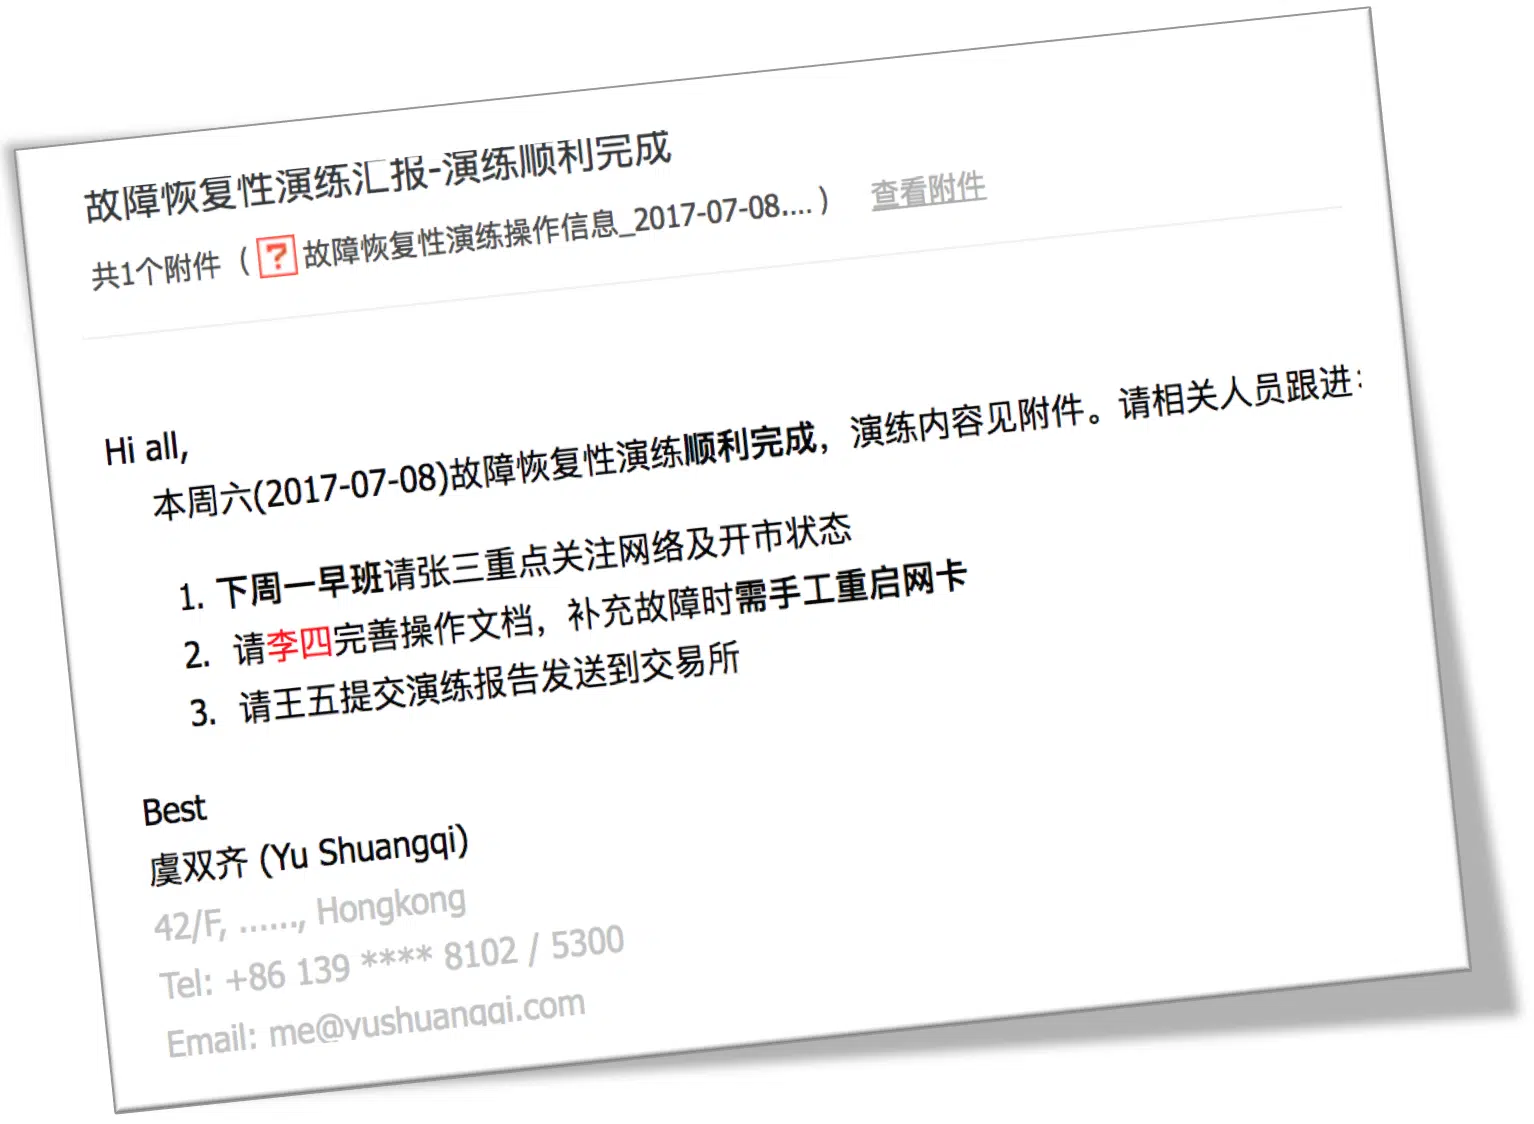 故障恢复性演练汇报-演练顺利完成
共1个附件（ 故障恢复性演练操作信息_2017-07-08....）  查看附件
Hi all,
本周六(2017-07-08)故障恢复性演练顺利完成，演练内容见附件。请相关人员跟进:
1. 下周一早班请张三重点关注网络及开市状态
2. 请李四完善操作文档，补充故障时需手工重启网卡
3. 请王五提交演练报告发送到交易所
Best
虞双齐 (Yu Shuangqi)
42/F, ......, Hongkong
Tel: +86 139 **** 8102 / 5300
Email: me@yushuangqi.com